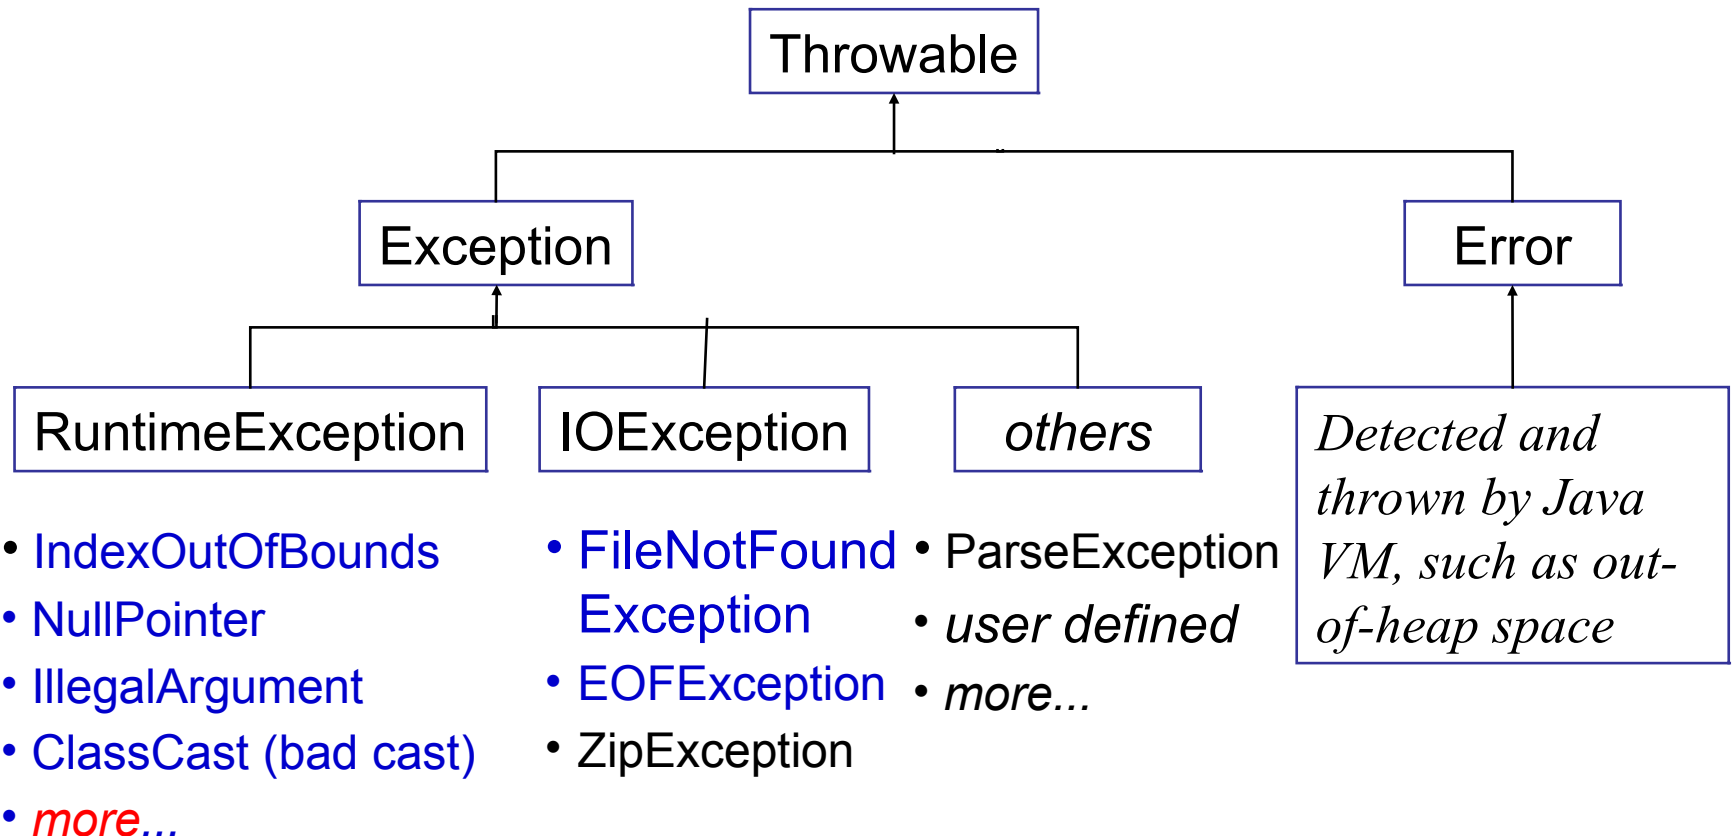 Throwable
Exception
Error
RuntimeException
IOException
others
Detected and
thrown by Java
VM, such as out-
of-heap space
• IndexOutOfBounds
• NullPointer
• IllegalArgument
• ClassCast (bad cast)
• more...
• FileNotFound
Exception
• EOFException
• ZipException
• ParseException
• user defined
• more...